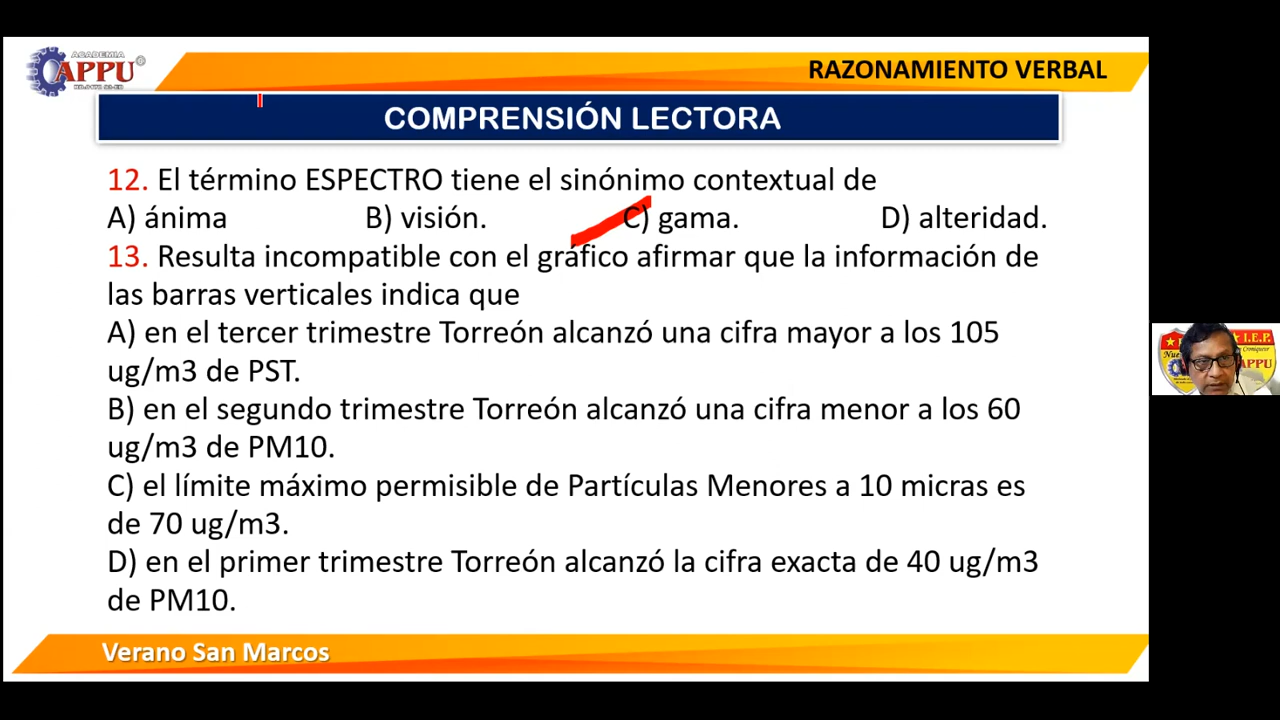 ACADEMIA
APPU
RAZONAMIENTO VERBAL
COMPRENSIÓN LECTORA
12. El término ESPECTRO tiene el sinónimo contextual de
A) ánima B) visión. C) gama. D) alteridad.
13. Resulta incompatible con el gráfico afirmar que la información de
las barras verticales indica que
A) en el tercer trimestre Torreón alcanzó una cifra mayor a los 105
ug/m3 de PST.
B) en el segundo trimestre Torreón alcanzó una cifra menor a los 60
ug/m3 de PM10.
C) el límite máximo permisible de Partículas Menores a 10 micras es
de 70 ug/m3.
D) en el primer trimestre Torreón alcanzó la cifra exacta de 40 ug/m3
de PM10.
Verano San Marcos
I.E.P.
APPU